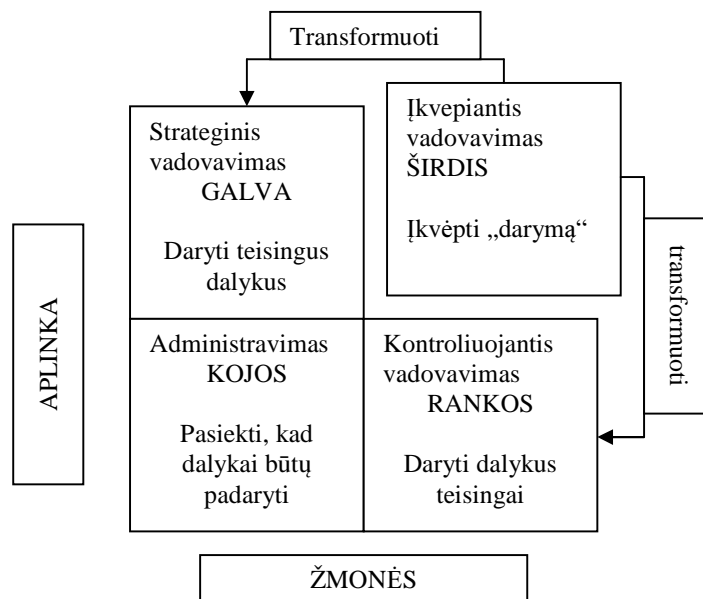 Transformuoti
Strateginis
vadovavimas
GALVA
Daryti teisingus
dalykus
Įkvepiantis
vadovavimas
ŠIRDIS
Įkvėpti „darymą“
transformuoti
APLINKA
Administravimas
KOJOS
Pasiekti, kad
dalykai būtų
padaryti
Kontroliuojantis
vadovavimas
RANKOS
Daryti dalykus
teisingai
ŽMONĖS